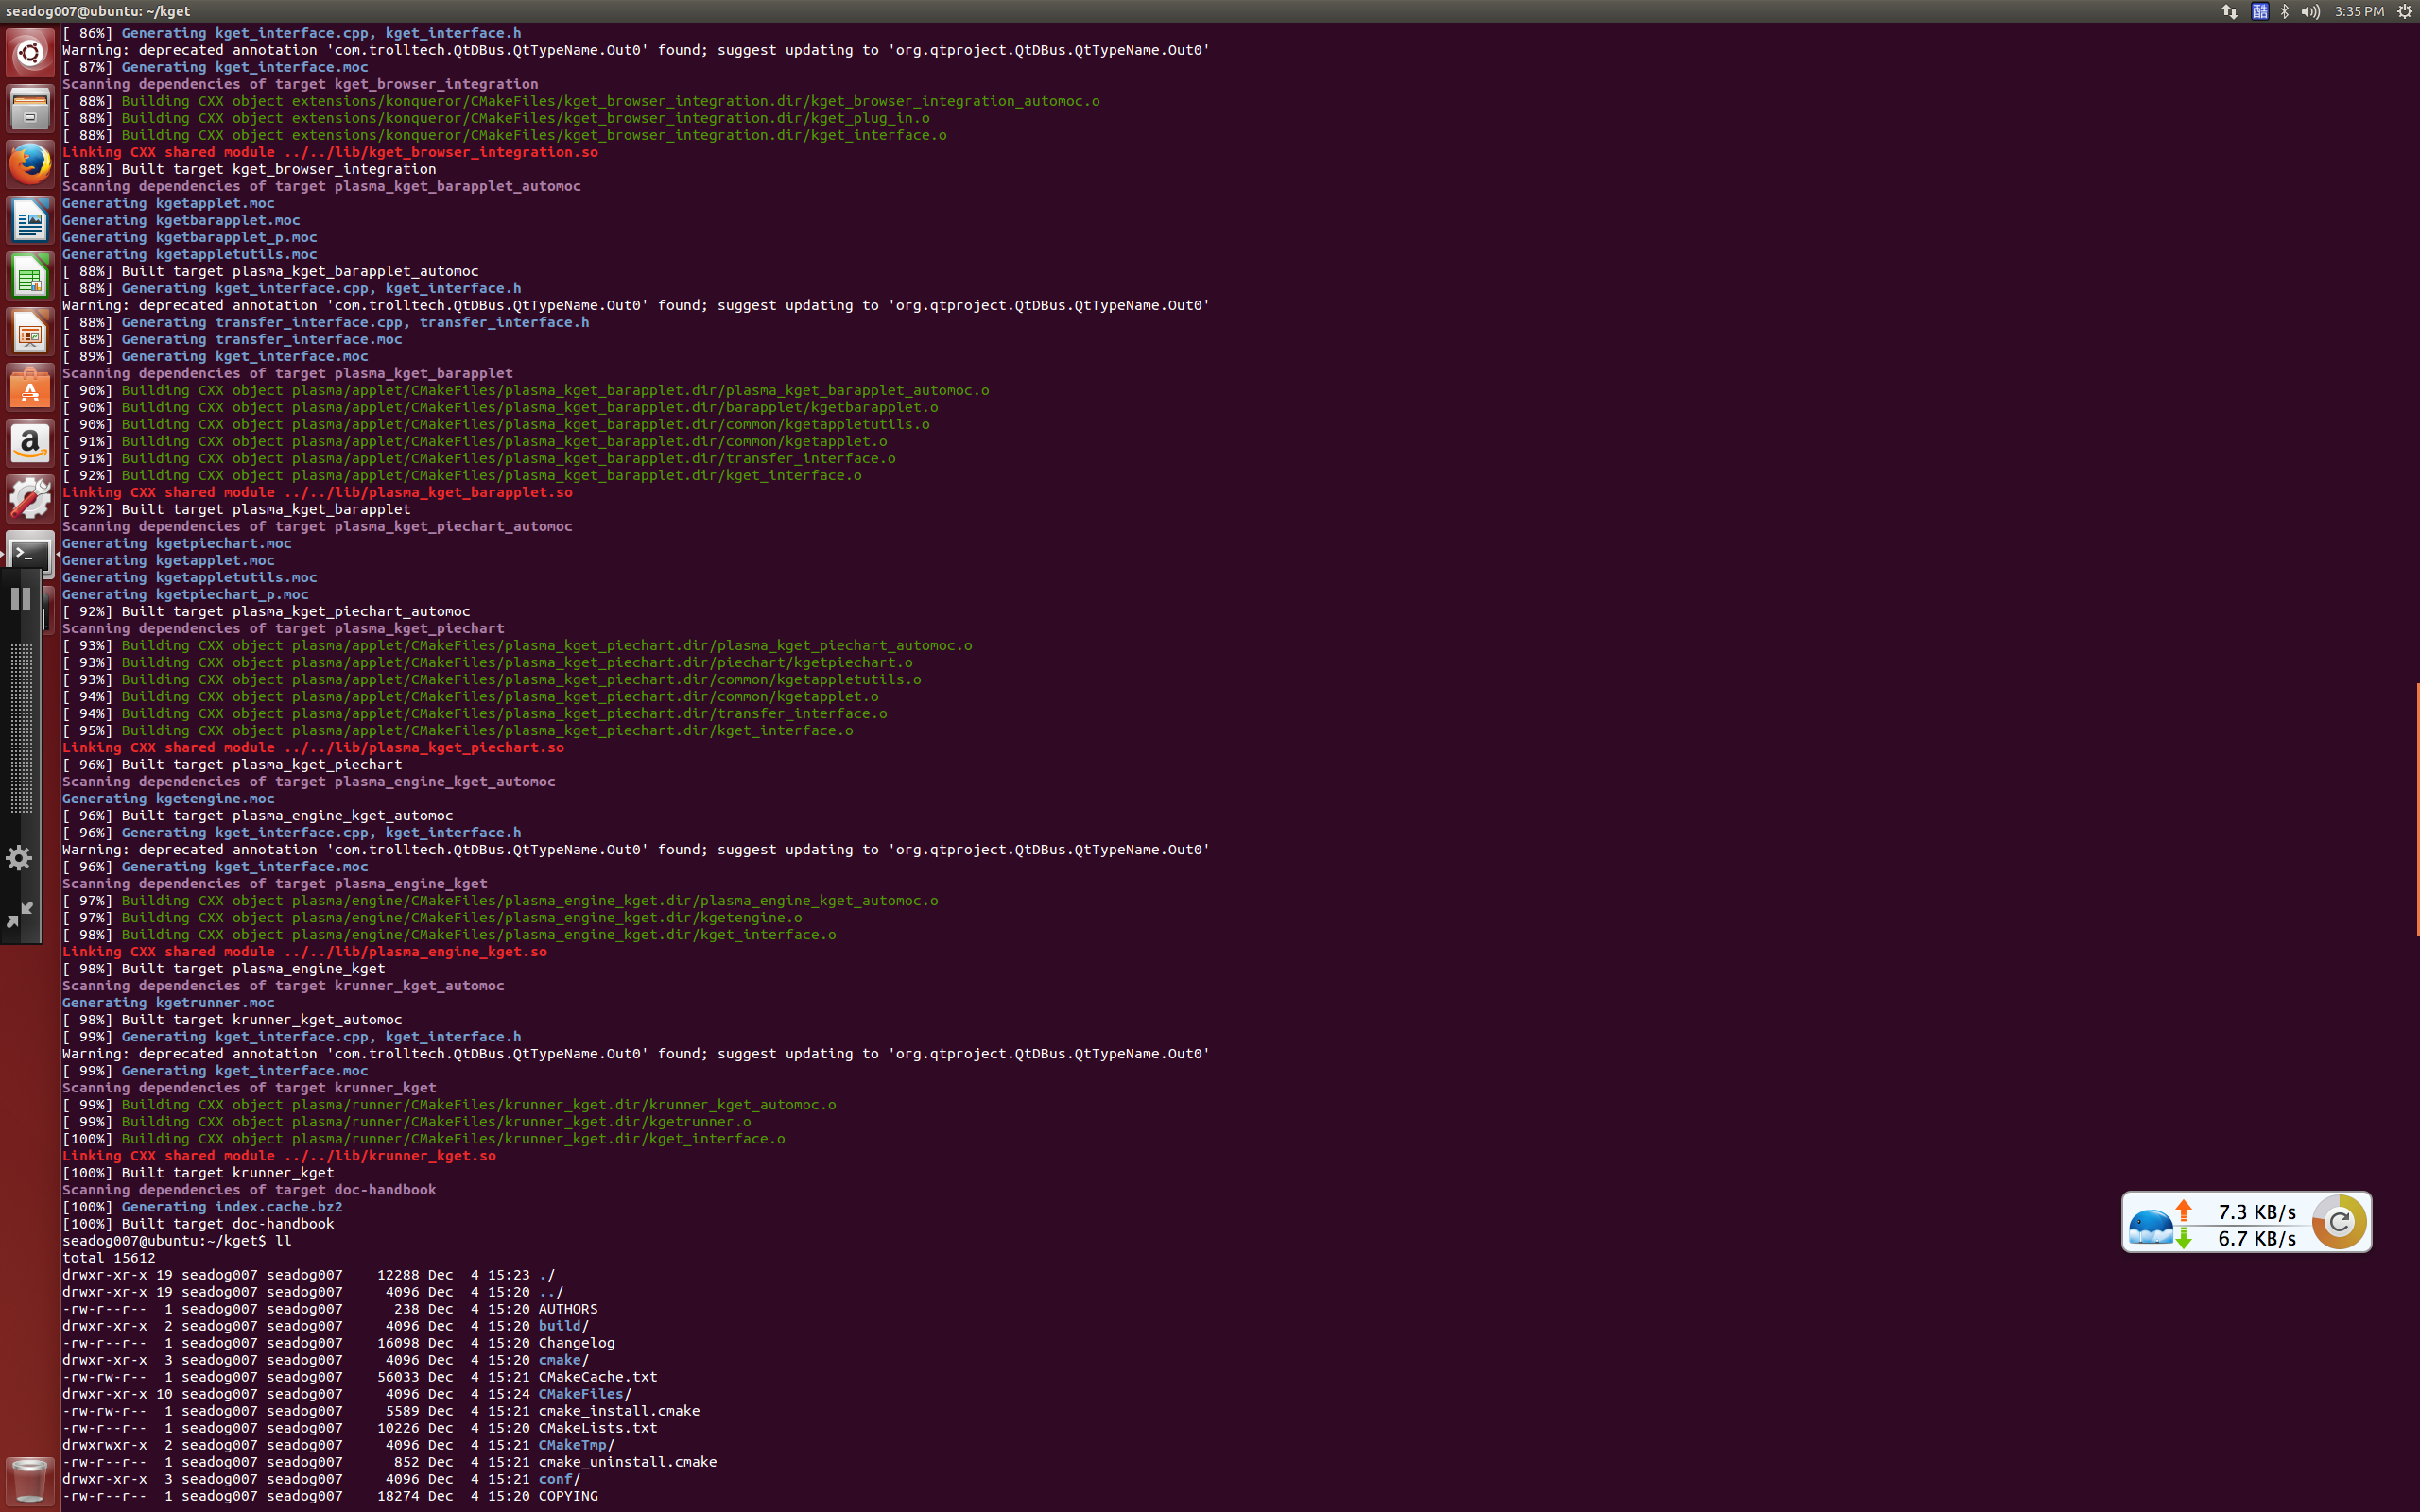 seadog007@ubuntu: ~/kget
酷
3:35 PM
[ 86%] Generating kget_interface.cpp, kget_interface.h
Warning: deprecated annotation 'com.trolltech.QtDBus.QtTypeName.Out0' found; suggest updating to 'org.qtproject.QtDBus.QtTypeName.Out0'
[ 87%] Generating kget_interface.moc
Scanning dependencies of target kget_browser_integration
[ 88%] Building CXX object extensions/konqueror/CMakeFiles/kget_browser_integration.dir/kget_browser_integration_automoc.o
[ 88%] Building CXX object extensions/konqueror/CMakeFiles/kget_browser_integration.dir/kget_plug_in.o
[ 88%] Building CXX object extensions/konqueror/CMakeFiles/kget_browser_integration.dir/kget_interface.o
Linking CXX shared module ../../lib/kget_browser_integration.so
[ 88%] Built target kget_browser_integration
Scanning dependencies of target plasma_kget_barapplet_automoc
Generating kgetapplet.moc
Generating kgetbarapplet.moc
Generating kgetbarapplet_p.moc
Generating kgetappletutils.moc
[ 88%] Built target plasma_kget_barapplet_automoc
[ 88%] Generating kget_interface.cpp, kget_interface.h
Warning: deprecated annotation 'com.trolltech.QtDBus.QtTypeName.Out0' found; suggest updating to 'org.qtproject.QtDBus.QtTypeName.Out0'
[ 88%] Generating transfer_interface.cpp, transfer_interface.h
[ 88%] Generating transfer_interface.moc
[ 89%] Generating kget_interface.moc
Scanning dependencies of target plasma_kget_barapplet
[ 90%] Building CXX object plasma/applet/CMakeFiles/plasma_kget_barapplet.dir/plasma_kget_barapplet_automoc.o
[ 90%] Building CXX object plasma/applet/CMakeFiles/plasma_kget_barapplet.dir/barapplet/kgetbarapplet.o
[ 90%] Building CXX object plasma/applet/CMakeFiles/plasma_kget_barapplet.dir/common/kgetappletutils.o
[ 91%] Building CXX object plasma/applet/CMakeFiles/plasma_kget_barapplet.dir/common/kgetapplet.o
[ 91%] Building CXX object plasma/applet/CMakeFiles/plasma_kget_barapplet.dir/transfer_interface.o
[ 92%] Building CXX object plasma/applet/CMakeFiles/plasma_kget_barapplet.dir/kget_interface.o
Linking CXX shared module ../../lib/plasma_kget_barapplet.so
[ 92%] Built target plasma_kget_barapplet
Scanning dependencies of target plasma_kget_piechart_automoc
Generating kgetpiechart.moc
Generating kgetapplet.moc
Generating kgetappletutils.moc
Generating kgetpiechart_p.moc
[ 92%] Built target plasma_kget_piechart_automoc
Scanning dependencies of target plasma_kget_piechart
[ 93%] Building CXX object plasma/applet/CMakeFiles/plasma_kget_piechart.dir/plasma_kget_piechart_automoc.o
[ 93%] Building CXX object plasma/applet/CMakeFiles/plasma_kget_piechart.dir/piechart/kgetpiechart.o
[ 93%] Building CXX object plasma/applet/CMakeFiles/plasma_kget_piechart.dir/common/kgetappletutils.o
[ 94%] Building CXX object plasma/applet/CMakeFiles/plasma_kget_piechart.dir/common/kgetapplet.o
[ 94%] Building CXX object plasma/applet/CMakeFiles/plasma_kget_piechart.dir/transfer_interface.o
[ 95%] Building CXX object plasma/applet/CMakeFiles/plasma_kget_piechart.dir/kget_interface.o
Linking CXX shared module ../../lib/plasma_kget_piechart.so
[ 96%] Built target plasma_kget_piechart
Scanning dependencies of target plasma_engine_kget_automoc
Generating kgetengine.moc
[ 96%] Built target plasma_engine_kget_automoc
[ 96%] Generating kget_interface.cpp, kget_interface.h
Warning: deprecated annotation 'com.trolltech.QtDBus.QtTypeName.Out0' found; suggest updating to 'org.qtproject.QtDBus.QtTypeName.Out0'
[ 96%] Generating kget_interface.moc
Scanning dependencies of target plasma_engine_kget
[ 97%] Building CXX object plasma/engine/CMakeFiles/plasma_engine_kget.dir/plasma_engine_kget_automoc.o
[ 97%] Building CXX object plasma/engine/CMakeFiles/plasma_engine_kget.dir/kgetengine.o
[ 98%] Building CXX object plasma/engine/CMakeFiles/plasma_engine_kget.dir/kget_interface.o
Linking CXX shared module ../../lib/plasma_engine_kget.so
[ 98%] Built target plasma_engine_kget
Scanning dependencies of target krunner_kget_automoc
Generating kgetrunner.moc
[ 98%] Built target krunner_kget_automoc
[ 99%] Generating kget_interface.cpp, kget_interface.h
Warning: deprecated annotation 'com.trolltech.QtDBus.QtTypeName.Out0' found; suggest updating to 'org.qtproject.QtDBus.QtTypeName.Out0'
[ 99%] Generating kget_interface.moc
Scanning dependencies of target krunner_kget
[ 99%] Building CXX object plasma/runner/CMakeFiles/krunner_kget.dir/krunner_kget_automoc.o
[ 99%] Building CXX object plasma/runner/CMakeFiles/krunner_kget.dir/kgetrunner.o
[100%] Building CXX object plasma/runner/CMakeFiles/krunner_kget.dir/kget_interface.o
Linking CXX shared module ../../lib/krunner_kget.so
[100%] Built target krunner_kget
Scanning dependencies of target doc-handbook
[100%] Generating index.cache.bz2
[100%] Built target doc-handbook
seadog007@ubuntu:~/kget$ ll
total 15612
drwxr-xr-x 19 seadog007 seadog007    12288 Dec  4 15:23 ./
drwxr-xr-x 19 seadog007 seadog007     4096 Dec  4 15:20 ../
-rw-r--r--  1 seadog007 seadog007      238 Dec  4 15:20 AUTHORS
drwxr-xr-x  2 seadog007 seadog007     4096 Dec  4 15:20 build/
-rw-r--r--  1 seadog007 seadog007    16098 Dec  4 15:20 Changelog
drwxr-xr-x  3 seadog007 seadog007     4096 Dec  4 15:20 cmake/
-rw-rw-r--  1 seadog007 seadog007    56033 Dec  4 15:21 CMakeCache.txt
drwxr-xr-x 10 seadog007 seadog007     4096 Dec  4 15:24 CMakeFiles/
-rw-rw-r--  1 seadog007 seadog007     5589 Dec  4 15:21 cmake_install.cmake
-rw-r--r--  1 seadog007 seadog007    10226 Dec  4 15:20 CMakeLists.txt
drwxrwxr-x  2 seadog007 seadog007     4096 Dec  4 15:21 CMakeTmp/
-rw-r--r--  1 seadog007 seadog007      852 Dec  4 15:21 cmake_uninstall.cmake
drwxr-xr-x  3 seadog007 seadog007     4096 Dec  4 15:21 conf/
-rw-r--r--  1 seadog007 seadog007    18274 Dec  4 15:20 COPYING
7.3 KB/s
6.7 KB/s